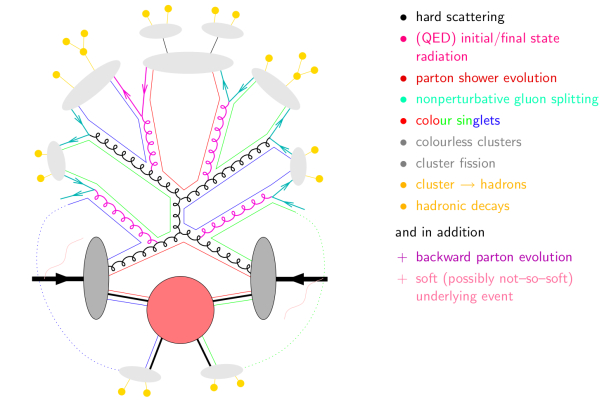 hard scattering
(QED) initial/final state
radiation
parton shower evolution
nonperturbative gluon splitting
colour singlets
colourless clusters
cluster fission
cluster → hadrons
hadronic decays
and in addition
+ backward parton evolution
+ soft (possibly not–so–soft)
underlying event